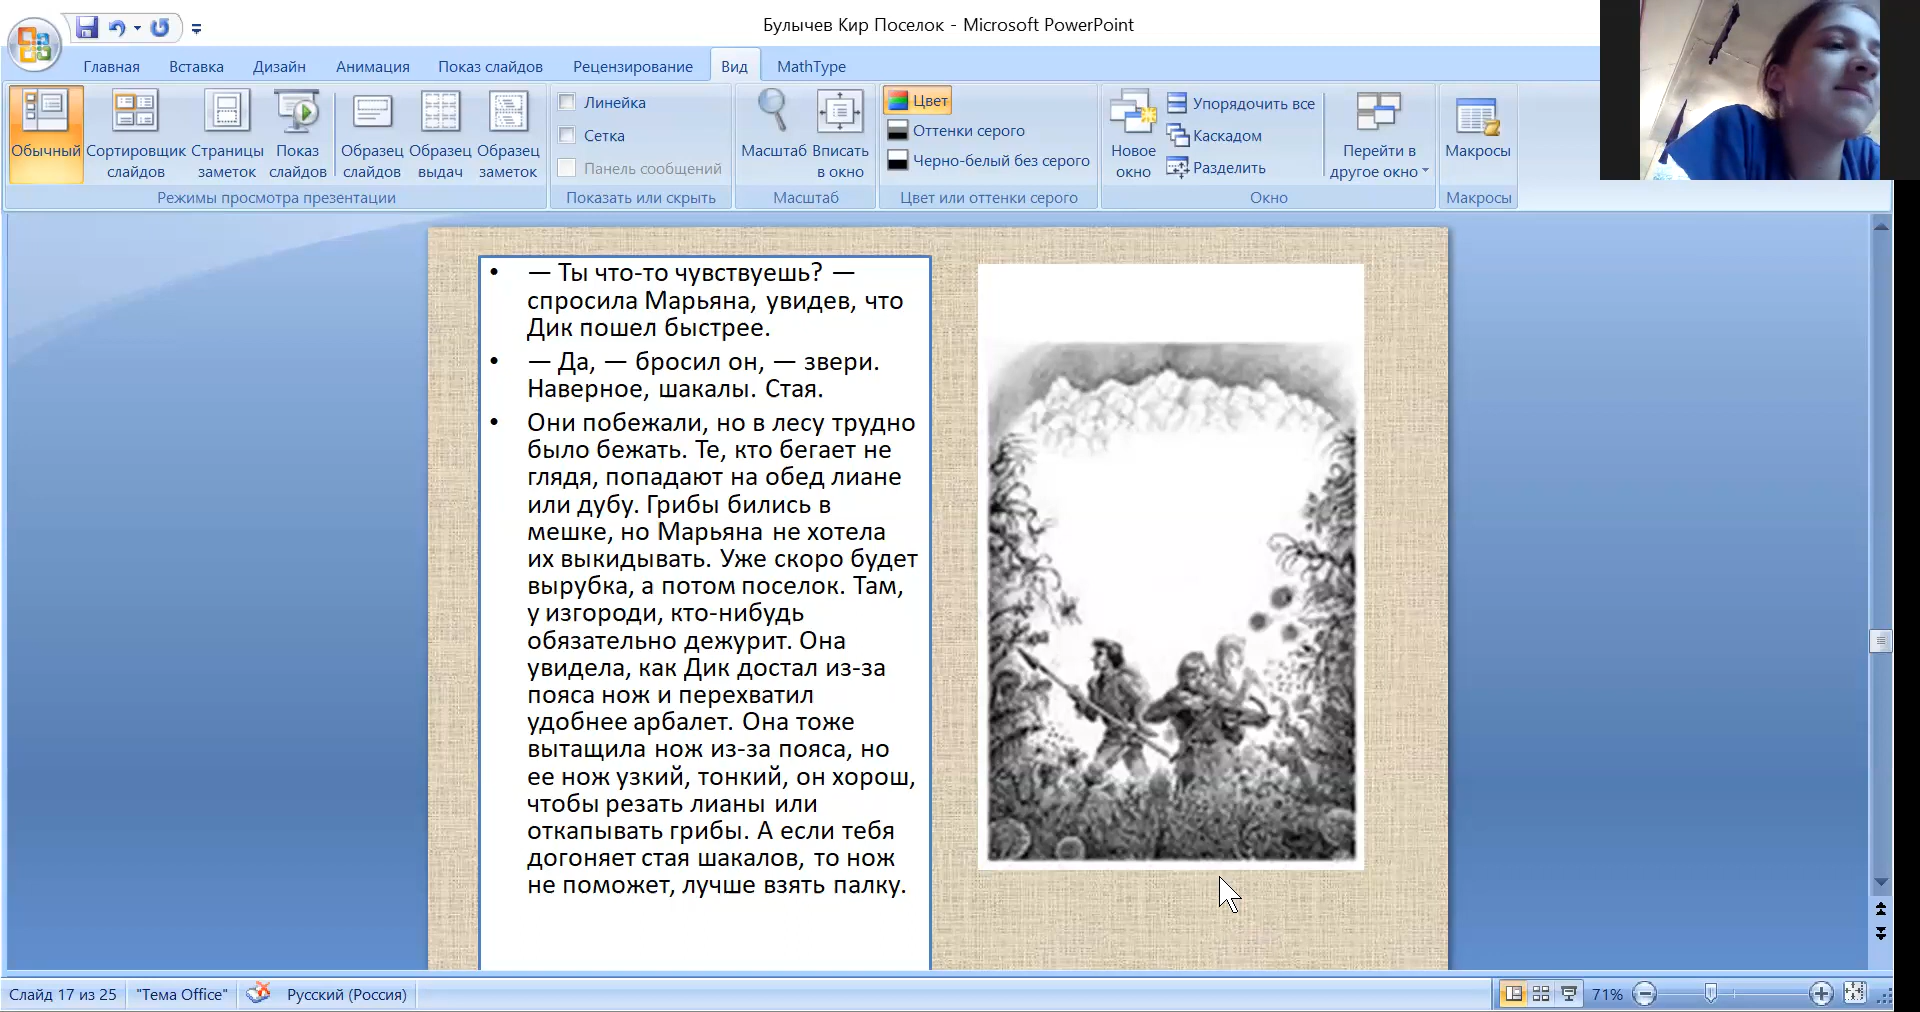 Булычев Кир Поселок - Microsoft PowerPoint
Главная Вставка Дизайн Анимация Показ слайдов Рецензирование Вид MathType
Обычный
Сортировщик слайдов
Страницы заметок
Показ слайдов
Образец слайдов
Образец выдач
Образец заметок
Режимы просмотра презентации
Линейка
Сетка
Панель сообщений
Показать или скрыть
Масштаб
Вписать в окно
Масштаб
Цвет
Оттенки серого
Черно-белый без серого
Цвет или оттенки серого
Новое окно
Упорядочить все
Каскадом
Разделить
Перейти в другое окно
Окно
Макросы
Макросы
• — Ты что-то чувствуешь? —
спросила Марьяна, увидев, что
Дик пошел быстрее.
• — Да, — бросил он, — звери.
Наверное, шакалы. Стая.
• Они побежали, но в лесу трудно
было бежать. Те, кто бегает не
глядя, попадают на обед лиане
или дубу. Грибы бились в
мешке, но Марьяна не хотела
их выкидывать. Уже скоро будет
вырубка, а потом поселок. Там,
у изгороди, кто-нибудь
обязательно дежурит. Она
увидела, как Дик достал из-за
пояса нож и перехватил
удобнее арбалет. Она тоже
вытащила нож из-за пояса, но
ее нож узкий, тонкий, он хорош,
чтобы резать лианы или
откапывать грибы. А если тебя
догоняет стая шакалов, то нож
не поможет, лучше взять палку.
Слайд 17 из 25 "Тема Office" Русский (Россия) 71%